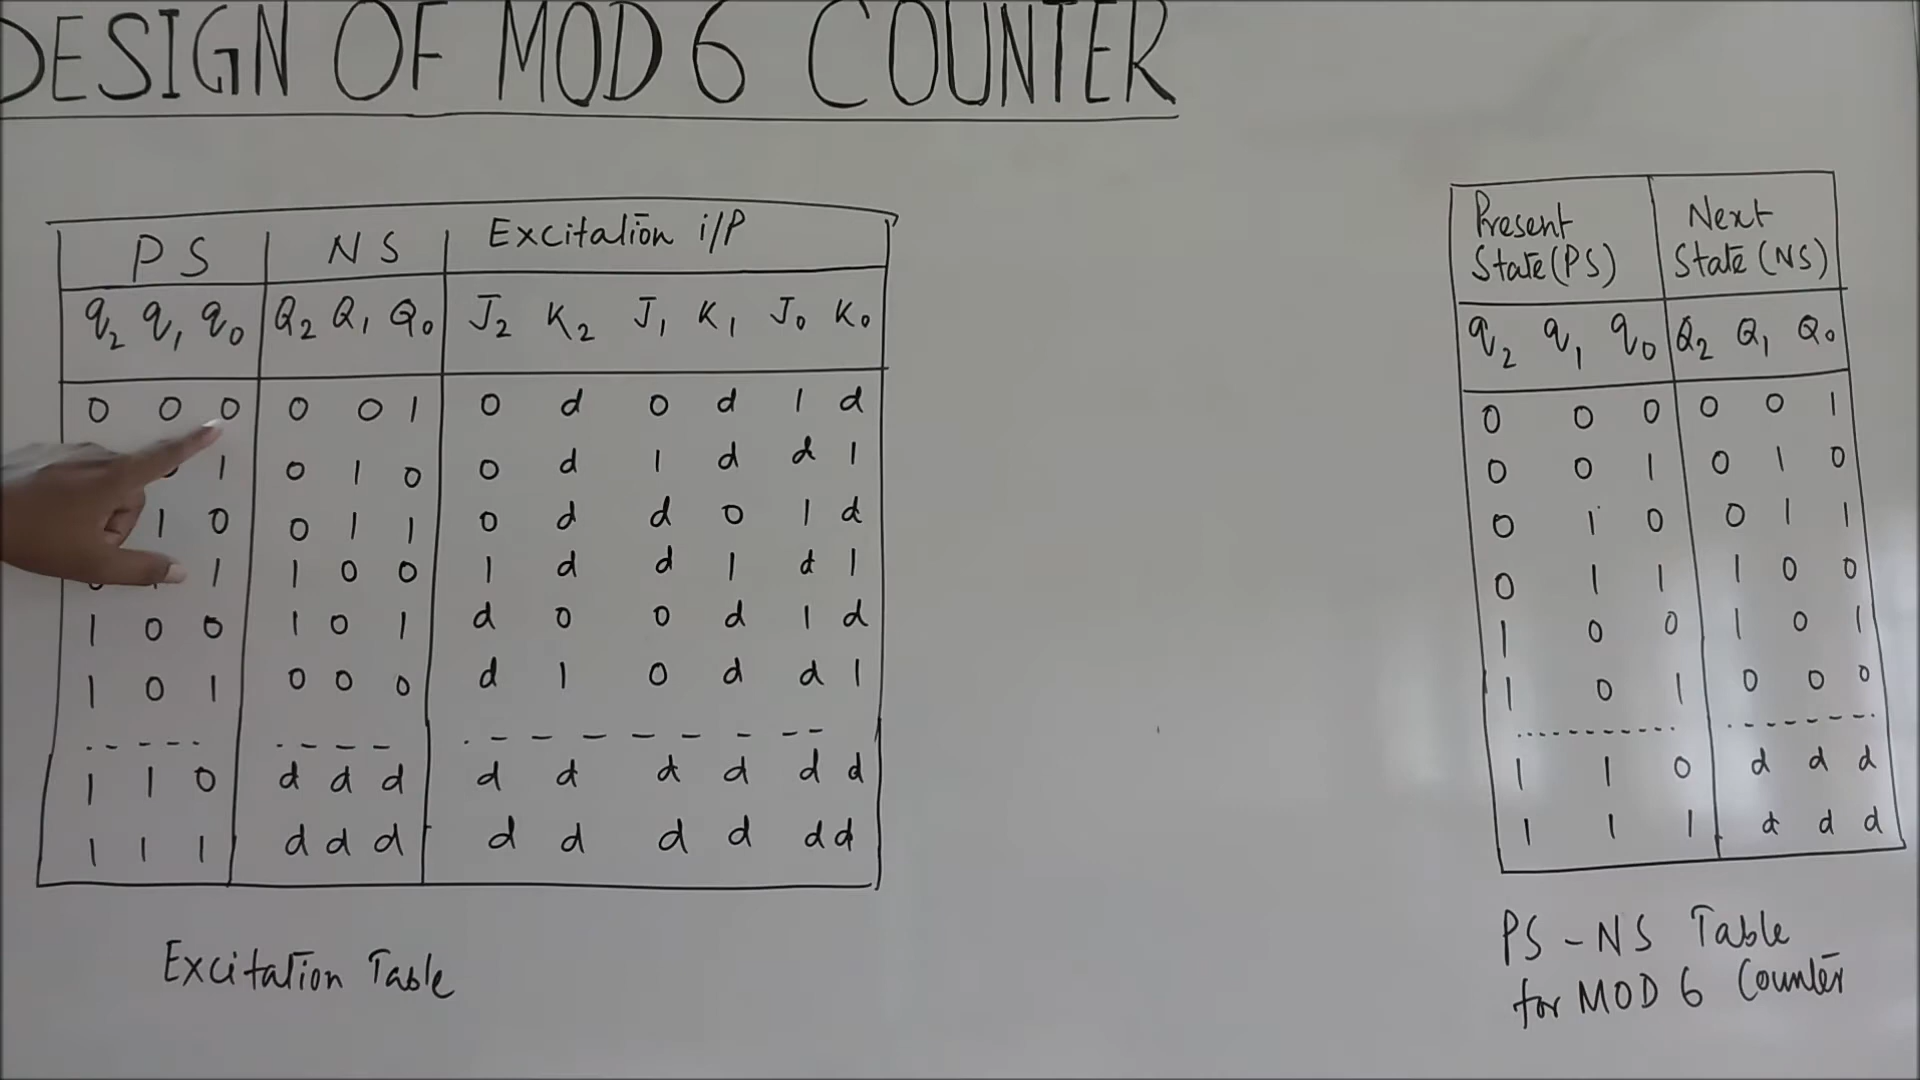 DESIGN OF MOD 6 COUNTER
PS NS Excitation i/P
q2 q1 q0 Q2 Q1 Q0 J2 K2 J1 K1 J0 K0
0 0 0 0 0 1 0 d 0 d 1 d
1 0 1 0 0 d 1 d d 1
1 0 0 1 1 0 d d 0 1 d
1 1 0 0 1 d d 1 d 1
1 0 0 1 0 1 d 0 0 d 1 d
1 0 1 0 0 0 d 1 0 d d 1
1 1 0 d d d d d d d d d
1 1 1 d d d d d d d d d
Excitation Table
Present State (PS) Next State (NS)
q2 q1 q0 Q2 Q1 Q0
0 0 0 0 0 1
0 0 1 0 1 0
0 1 0 0 1 1
0 1 1 1 0 0
1 0 0 1 0 1
1 0 1 0 0 0
1 1 0 d d d
1 1 1 d d d
PS - NS Table
for MOD 6 Counter